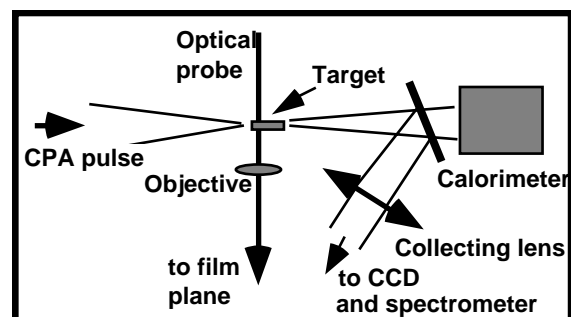 Optical
probe
Target
CPA pulse
Objective
Calorimeter
Collecting lens
to film
plane
to CCD
and spectrometer